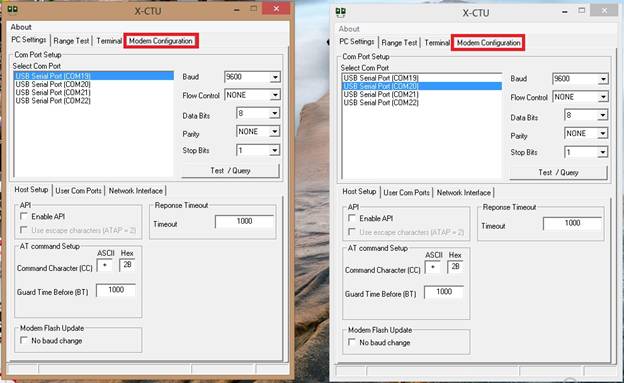 X-CTU
About
PC Settings Range Test Terminal Modem Configuration
Com Port Setup
Select Com Port
USB Serial Port (COM19)
USB Serial Port (COM20)
USB Serial Port (COM21)
USB Serial Port (COM22)
Baud 9600
Flow Control NONE
Data Bits 8
Parity NONE
Stop Bits 1
Test / Query
Host Setup User Com Ports Network Interface
API
Enable API
Use escape characters (ATAP = 2)
Reponse Timeout
Timeout 1000
AT command Setup
ASCII Hex
Command Character (CC) + 2B
Guard Time Before (BT) 1000
Modem Flash Update
No baud change
X-CTU
About
PC Settings Range Test Terminal Modem Configuration
Com Port Setup
Select Com Port
USB Serial Port (COM19)
USB Serial Port (COM20)
USB Serial Port (COM21)
USB Serial Port (COM22)
Baud 9600
Flow Control NONE
Data Bits 8
Parity NONE
Stop Bits 1
Test / Query
Host Setup User Com Ports Network Interface
API
Enable API
Use escape characters (ATAP = 2)
Reponse Timeout
Timeout 1000
AT command Setup
ASCII Hex
Command Character (CC) + 2B
Guard Time Before (BT) 1000
Modem Flash Update
No baud change